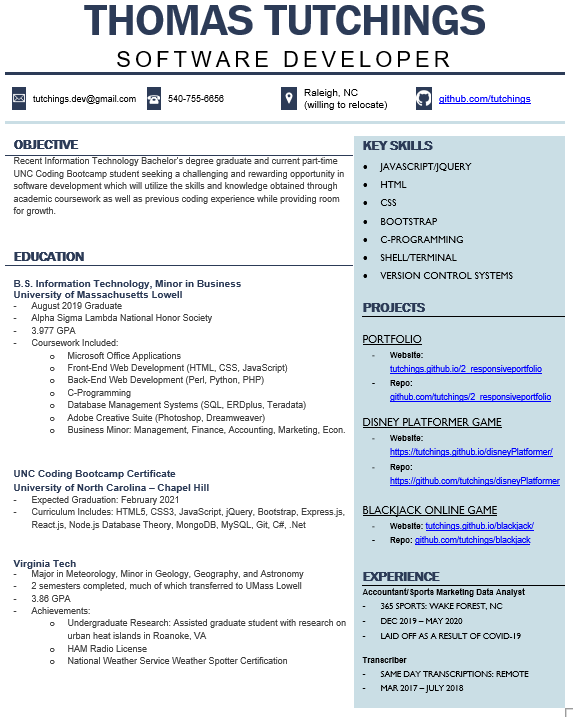 THOMAS TUTCHINGS
SOFTWARE DEVELOPER
tutchings.dev@gmail.com
540-755-6656
Raleigh, NC
(willing to relocate)
github.com/tutchings
OBJECTIVE
Recent Information Technology Bachelor's degree graduate and current part-time
UNC Coding Bootcamp student seeking a challenging and rewarding opportunity in
software development which will utilize the skills and knowledge obtained through
academic coursework as well as previous coding experience while providing room
for growth.
EDUCATION
B.S. Information Technology, Minor in Business
University of Massachusetts Lowell
- August 2019 Graduate
- Alpha Sigma Lambda National Honor Society
- 3.977 GPA
- Coursework Included:
o Microsoft Office Applications
o Front-End Web Development (HTML, CSS, JavaScript)
o Back-End Web Development (Perl, Python, PHP)
o C-Programming
o Database Management Systems (SQL, ERDplus, Teradata)
o Adobe Creative Suite (Photoshop, Dreamweaver)
o Business Minor: Management, Finance, Accounting, Marketing, Econ.
UNC Coding Bootcamp Certificate
University of North Carolina – Chapel Hill
- Expected Graduation: February 2021
- Curriculum Includes: HTML5, CSS3, JavaScript, jQuery, Bootstrap, Express.js,
React.js, Node.js Database Theory, MongoDB, MySQL, Git, C#, .Net
Virginia Tech
- Major in Meteorology, Minor in Geology, Geography, and Astronomy
- 2 semesters completed, much of which transferred to UMass Lowell
- 3.86 GPA
- Achievements:
o Undergraduate Research: Assisted graduate student with research on
urban heat islands in Roanoke, VA
o HAM Radio License
o National Weather Service Weather Spotter Certification
KEY SKILLS
• JAVASCRIPT/JQUERY
• HTML
• CSS
• BOOTSTRAP
• C-PROGRAMMING
• SHELL/TERMINAL
• VERSION CONTROL SYSTEMS
PROJECTS
PORTFOLIO
- Website:
tutchings.github.io/2_responsiveportfolio
- Repo:
github.com/tutchings/2_responsiveportfolio
DISNEY PLATFORMER GAME
- Website:
https://tutchings.github.io/disneyPlatformer/
- Repo:
https://github.com/tutchings/disneyPlatformer
BLACKJACK ONLINE GAME
- Website: tutchings.github.io/blackjack/
- Repo: github.com/tutchings/blackjack
EXPERIENCE
Accountant/Sports Marketing Data Analyst
- 365 SPORTS: WAKE FOREST, NC
- DEC 2019 – MAY 2020
- LAID OFF AS A RESULT OF COVID-19
Transcriber
- SAME DAY TRANSCRIPTIONS: REMOTE
- MAR 2017 – JULY 2018